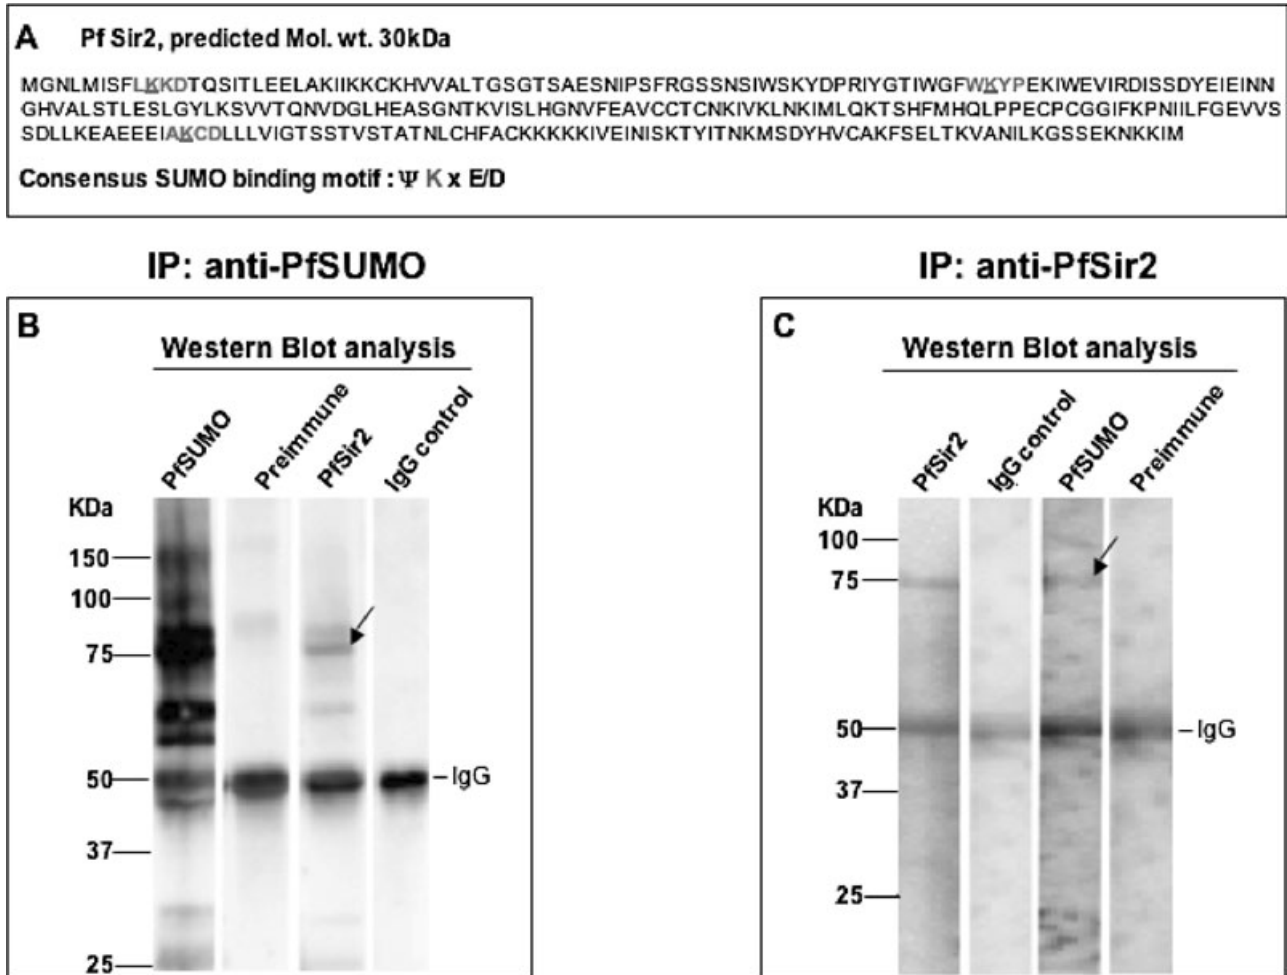 A Pf Sir2, predicted Mol. wt. 30kDa
MGNLMISFLKKDTQSITLEELAKIIKKCKHVVALTGSGTSAESNIPSFRGSSNSIWSKYDPRIYGTIWGFWKYPEKIWEVIRDISSDYEIEINN
GHVALSTLESLGYLKSVVTQNVDGLHEASGNTKVISLHGNVFEAVCCTCNKIVKLNKIMLQKTSHFMHQLPPECPCGGIFKPNIILFGEVVS
SDLLKEAEEEIAKCDLLLVIGTSSTVSTATNLCHFACKKKKKIVEINISKTYITNKMSDYHVCAKFSELTKVANILKGSSEKNKKIM
Consensus SUMO binding motif : Ψ K x E/D
IP: anti-PfSUMO
B
Western Blot analysis
PfSUMO
Preimmune
PfSir2
IgG control
KDa
150
100
75
50
37
25
IgG
IP: anti-PfSir2
C
Western Blot analysis
PfSir2
IgG control
PfSUMO
Preimmune
KDa
100
75
50
37
25
IgG